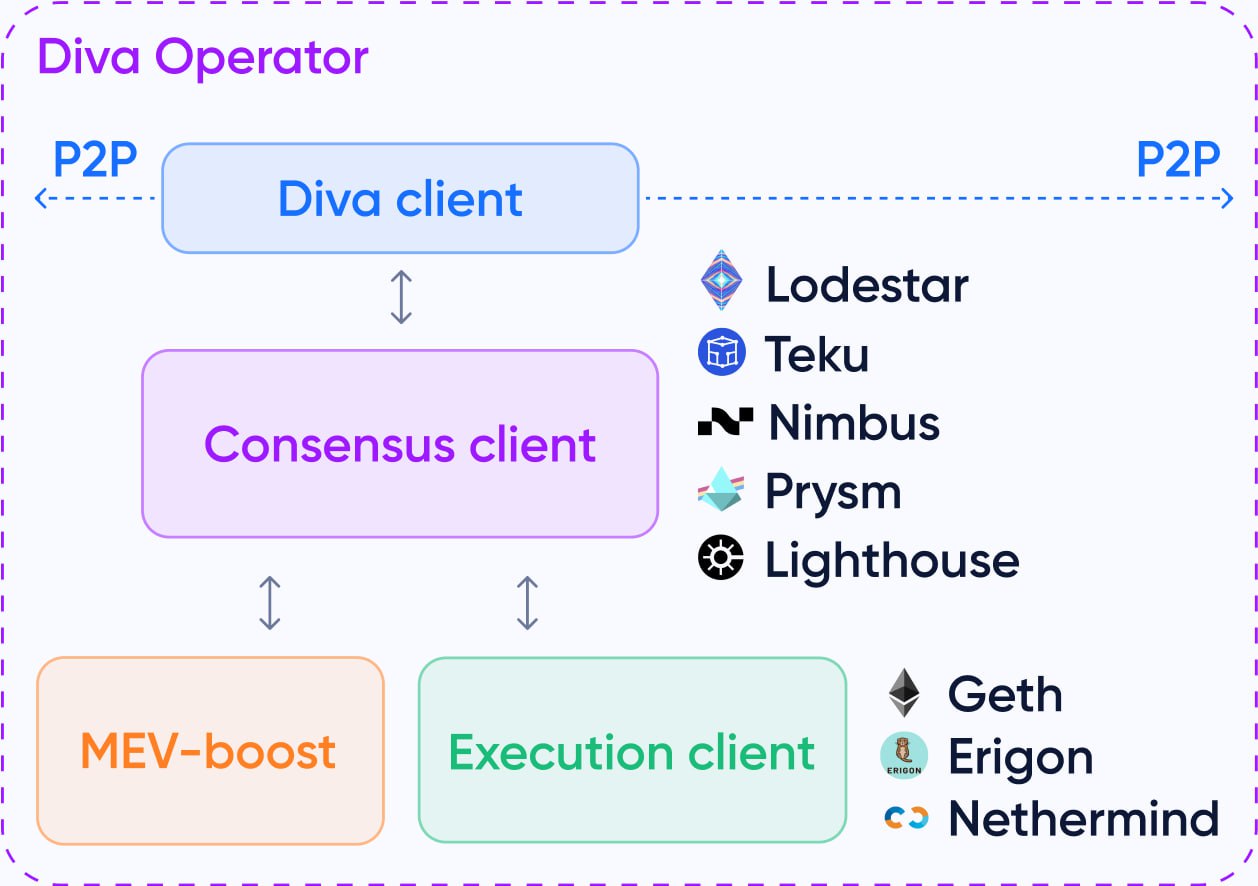 Diva Operator
P2P
P2P
Diva client
Lodestar
Teku
Consensus client
Nimbus
Prysm
Lighthouse
MEV-boost
Execution client
Geth
Erigon
ERIGON
Nethermind